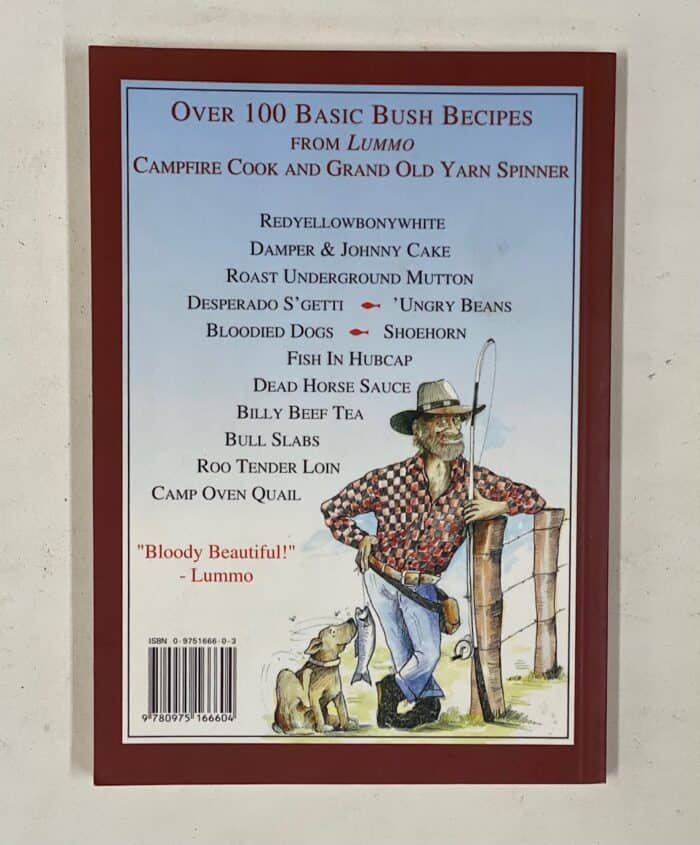 Over 100 Basic Bush Becipes
from Lummo
Campfire Cook and Grand Old Yarn Spinner
Redyellowbonywhite
Damper & Johnny Cake
Roast Underground Mutton
Desperado S'getti 'Ungry Beans
Bloodied Dogs Shoehorn
Fish In Hubcap
Dead Horse Sauce
Billy Beef Tea
Bull Slabs
Roo Tender Loin
Camp Oven Quail
"Bloody Beautiful!"
- Lummo
ISBN 0-9751666-0-3
9 780975 166604